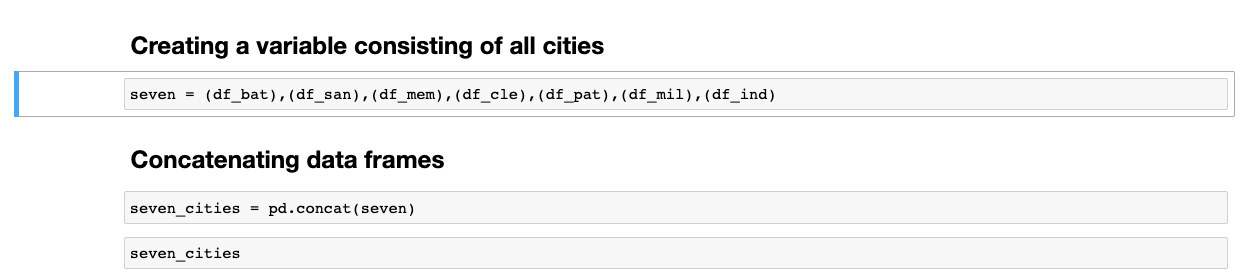 Creating a variable consisting of all cities
seven = (df_bat),(df_san),(df_mem),(df_cle),(df_pat),(df_mil),(df_ind)
Concatenating data frames
seven_cities = pd.concat(seven)
seven_cities